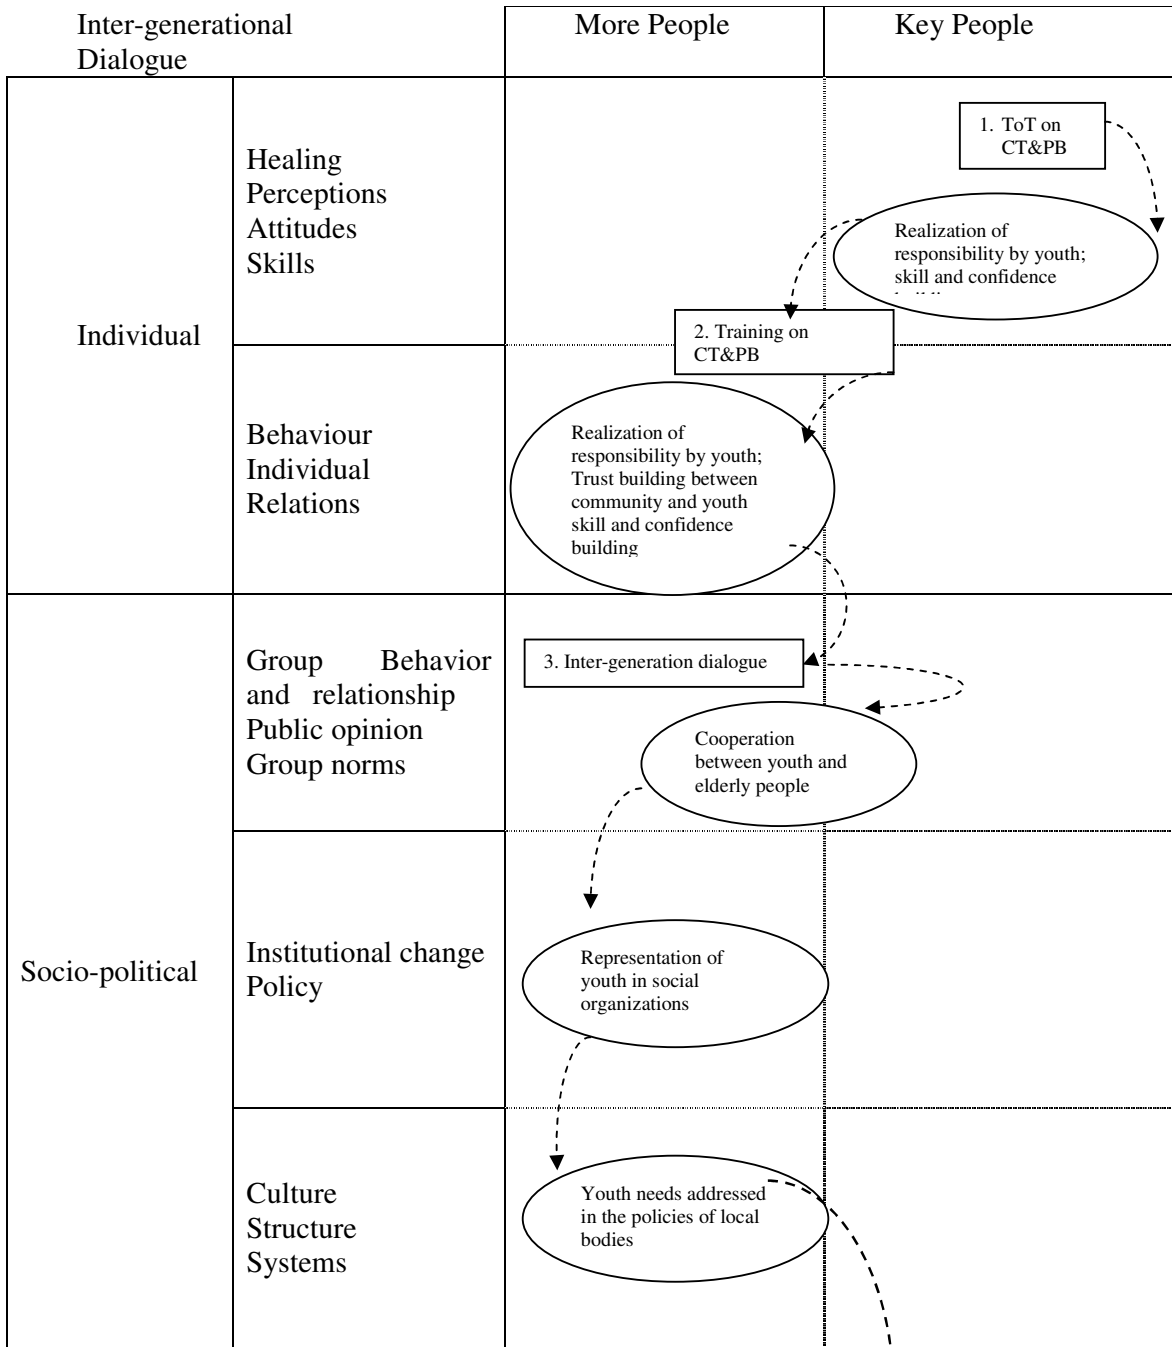 Inter-generational
Dialogue
More People
Key People
Individual
Healing
Perceptions
Attitudes
Skills
1. ToT on
CT&PB
Realization of
responsibility by youth;
skill and confidence
2. Training on
CT&PB
Behaviour
Individual
Relations
Realization of
responsibility by youth;
Trust building between
community and youth
skill and confidence
building
Socio-political
Group Behavior
and relationship
Public opinion
Group norms
3. Inter-generation dialogue
Cooperation
between youth and
elderly people
Institutional change
Policy
Representation of
youth in social
organizations
Culture
Structure
Systems
Youth needs addressed
in the policies of local
bodies